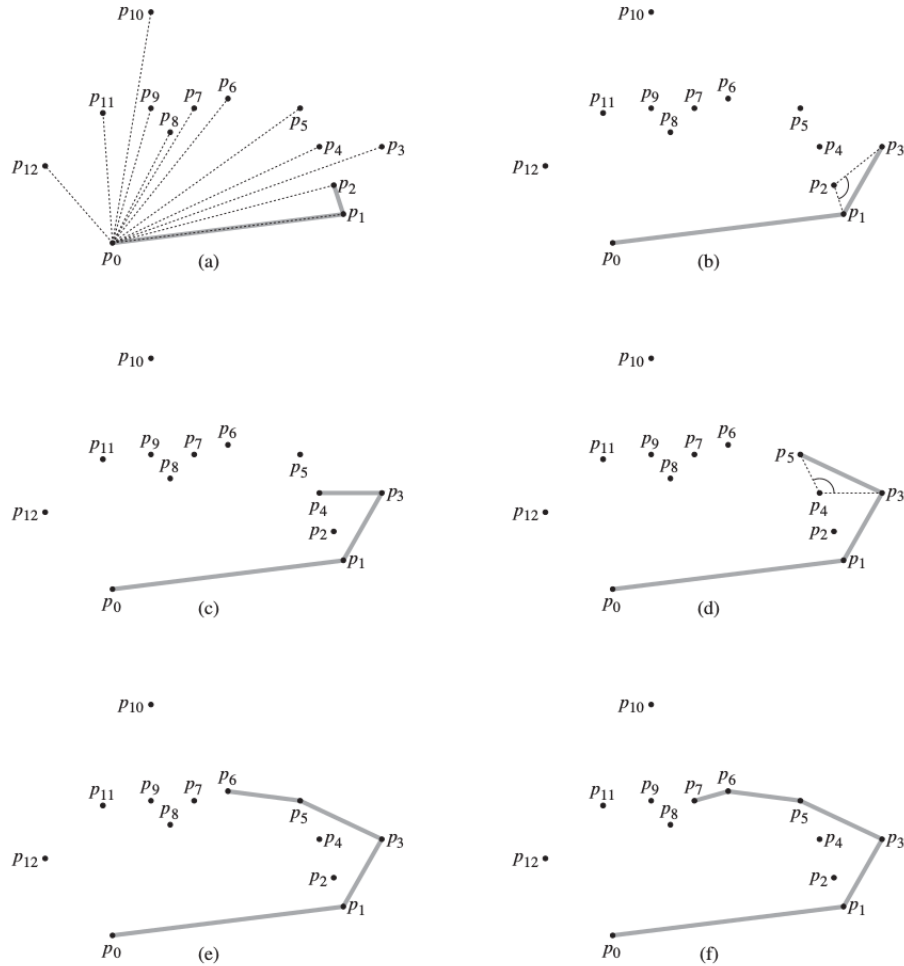 p10 p10
p11 p9 p7 p6 p11 p9 p7 p6
p8 p5 p8 p5
p12 p4 p3 p12 p4 p3
p2 p2
p1 p1
p0 p0
(a) (b)
p10 p10
p11 p9 p7 p6 p11 p9 p7 p6 p5
p8 p5 p8
p12 p4 p3 p12 p4 p3
p2 p2
p1 p1
p0 p0
(c) (d)
p10 p10
p11 p9 p7 p6 p11 p9 p7 p6
p8 p5 p8 p5
p12 p4 p3 p12 p4 p3
p2 p2
p1 p1
p0 p0
(e) (f)